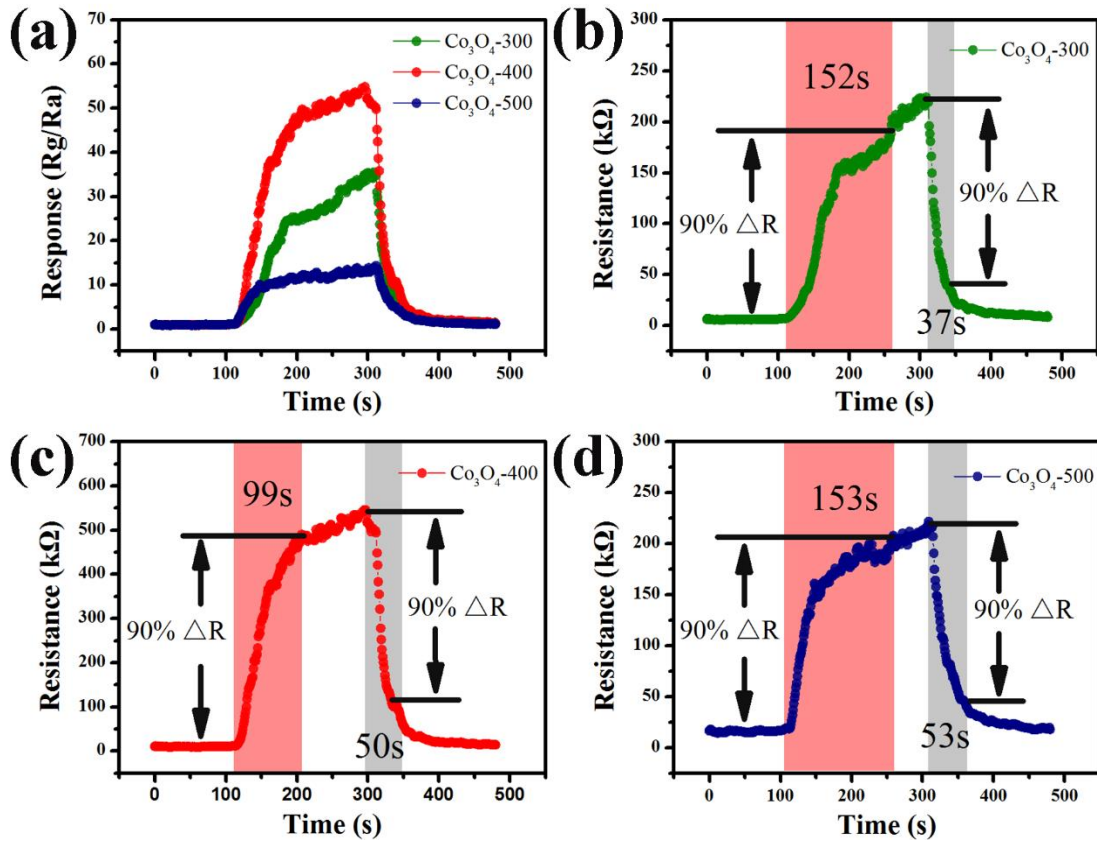 (a)
Co₃O₄-300
Co₃O₄-400
Co₃O₄-500
Response (Rg/Ra)
60
50
40
30
20
10
0
0 100 200 300 400 500
Time (s)
(b)
Co₃O₄-300
152s
90% △R
90% △R
37s
Resistance (kΩ)
300
250
200
150
100
50
0
0 100 200 300 400 500
Time (s)
(c)
Co₃O₄-400
99s
90% △R
90% △R
50s
Resistance (kΩ)
700
600
500
400
300
200
100
0
0 100 200 300 400 500
Time (s)
(d)
Co₃O₄-500
153s
90% △R
90% △R
53s
Resistance (kΩ)
300
250
200
150
100
50
0
0 100 200 300 400 500
Time (s)